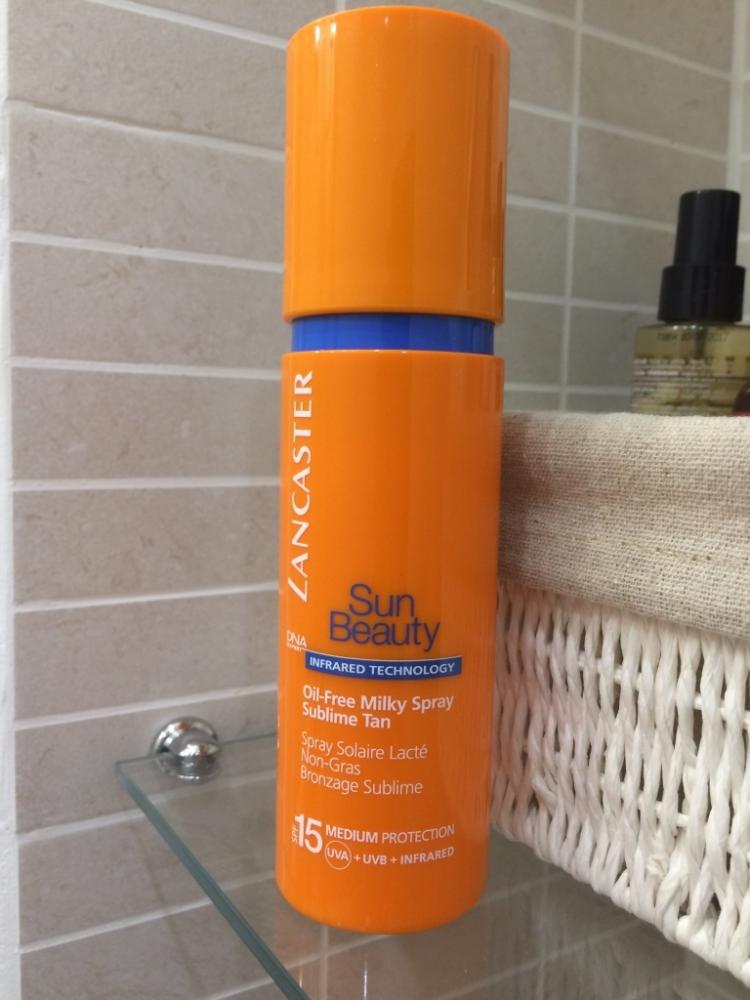 LANCASTER
Sun
Beauty
DNA
INFRARED TECHNOLOGY
Oil-Free Milky Spray
Sublime Tan
Spray Solaire Lacté
Non-Gras
Bronzage Sublime
SPF 15 MEDIUM PROTECTION
UVA + UVB + INFRARED